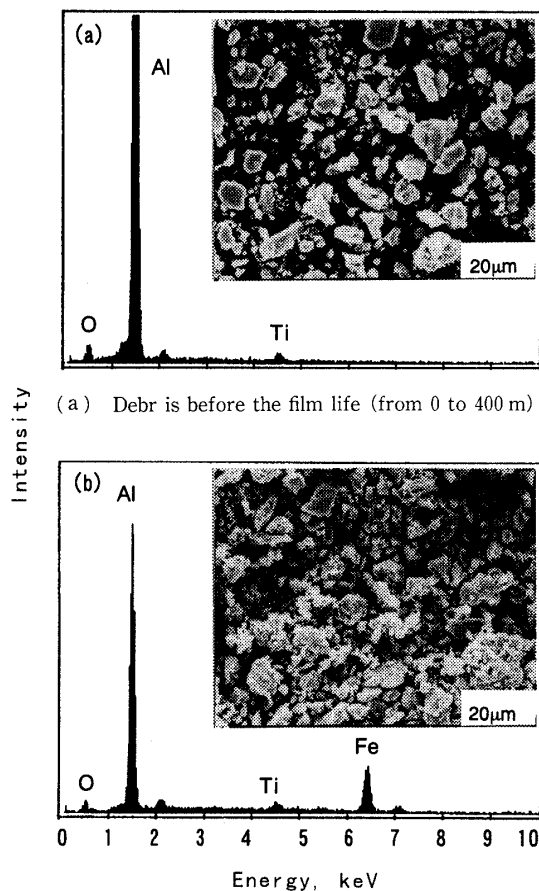 (a)
Al
O
Ti
20μm
(a) Debr is before the film life (from 0 to 400 m)
Intensity
(b)
Al
O
Ti
Fe
20μm
0 1 2 3 4 5 6 7 8 9 10
Energy, keV